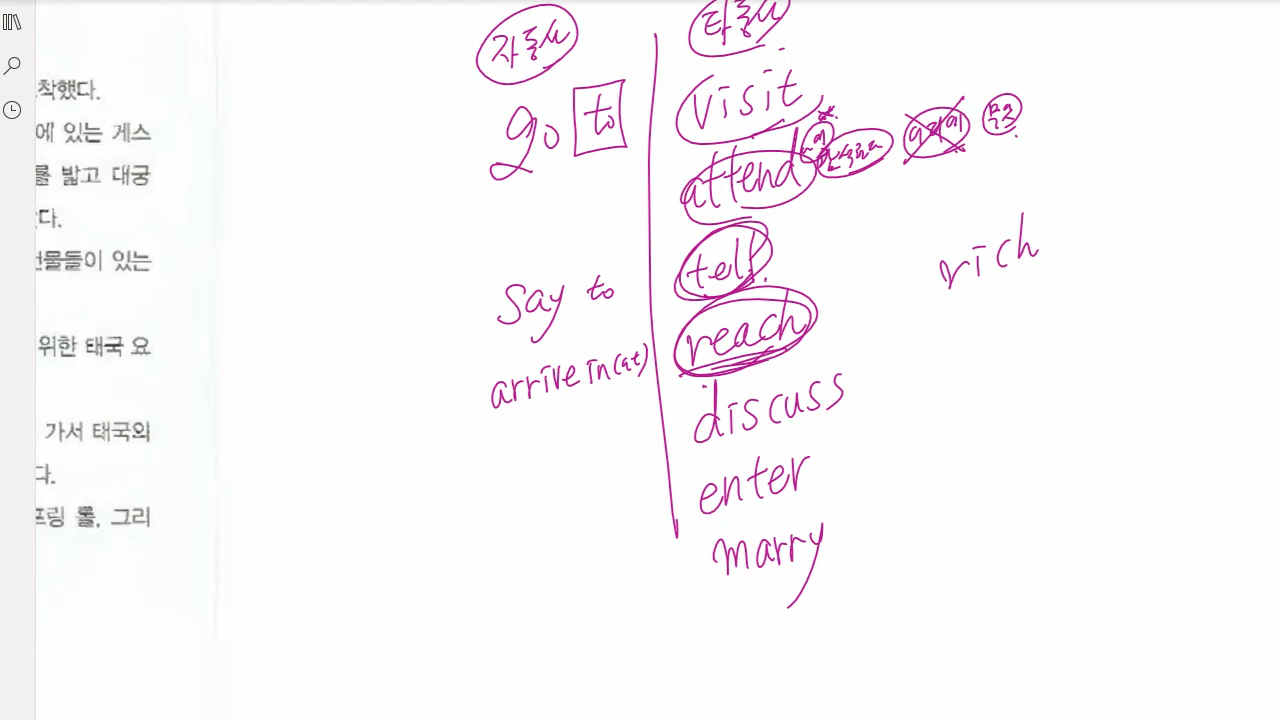 착했다.
에 있는 게스
를 밟고 대궁
다.
건물들이 있는
위한 태국 요
가서 태국의
다.
프링 롤, 그리
자동사
go to
say to
arrive in(at)
타동사
visit
attend
tell
reach
discuss
enter
marry
rich